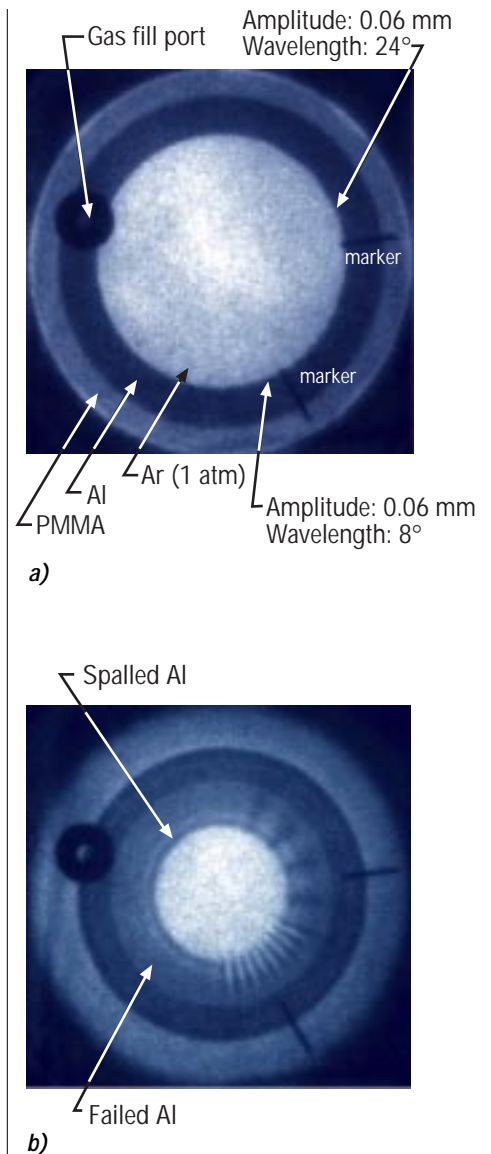 Gas fill port
Amplitude: 0.06 mm
Wavelength: 24°
marker
marker
Ar (1 atm)
Al
PMMA
Amplitude: 0.06 mm
Wavelength: 8°
a)
Spalled Al
Failed Al
b)